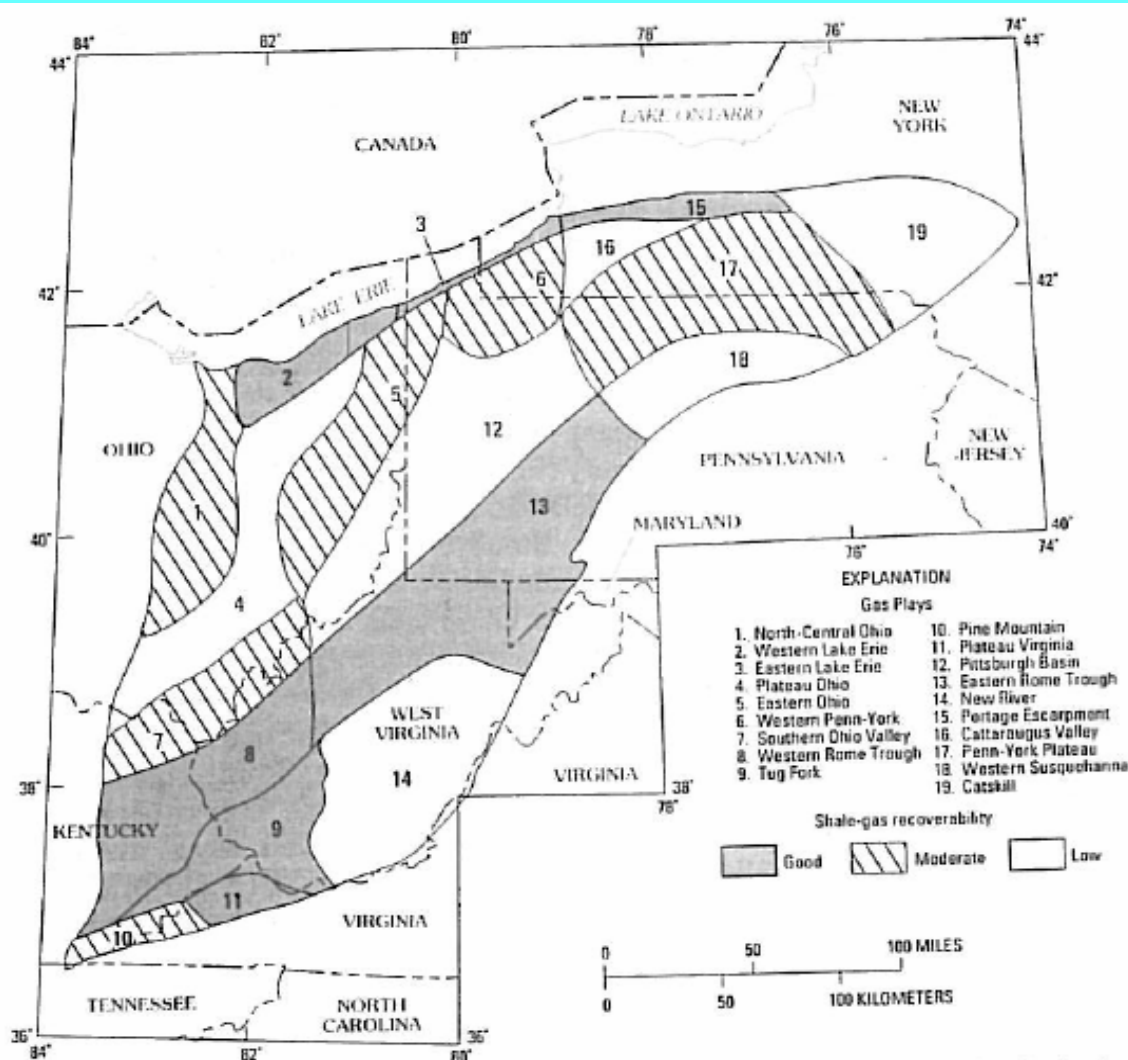 84°
82°
80°
78°
76°
74°
44°
44°
LAKE ONTARIO
NEW
YORK
CANADA
3
15
16
19
6
17
42°
42°
LAKE ERIE
2
5
18
12
OHIO
NEW
JERSEY
PENNSYLVANIA
1
13
MARYLAND
40°
40°
76°
74°
4
EXPLANATION
Gas Plays
1. North-Central Ohio
2. Western Lake Erie
3. Eastern Lake Erie
4. Plateau Ohio
5. Eastern Ohio
6. Western Penn-York
7. Southern Ohio Valley
8. Western Rome Trough
9. Tug Fork
10. Pine Mountain
11. Plateau Virginia
12. Pittsburgh Basin
13. Eastern Rome Trough
14. New River
15. Portage Escarpment
16. Cattaraugus Valley
17. Penn-York Plateau
18. Western Susquehanna
19. Catskill
WEST
VIRGINIA
7
8
14
VIRGINIA
38°
38°
78°
Shale-gas recoverability
Good
Moderate
Low
KENTUCKY
9
11
10
VIRGINIA
0 50 100 MILES
0 50 100 KILOMETERS
TENNESSEE
NORTH
CAROLINA
36°
36°
84°
82°
80°